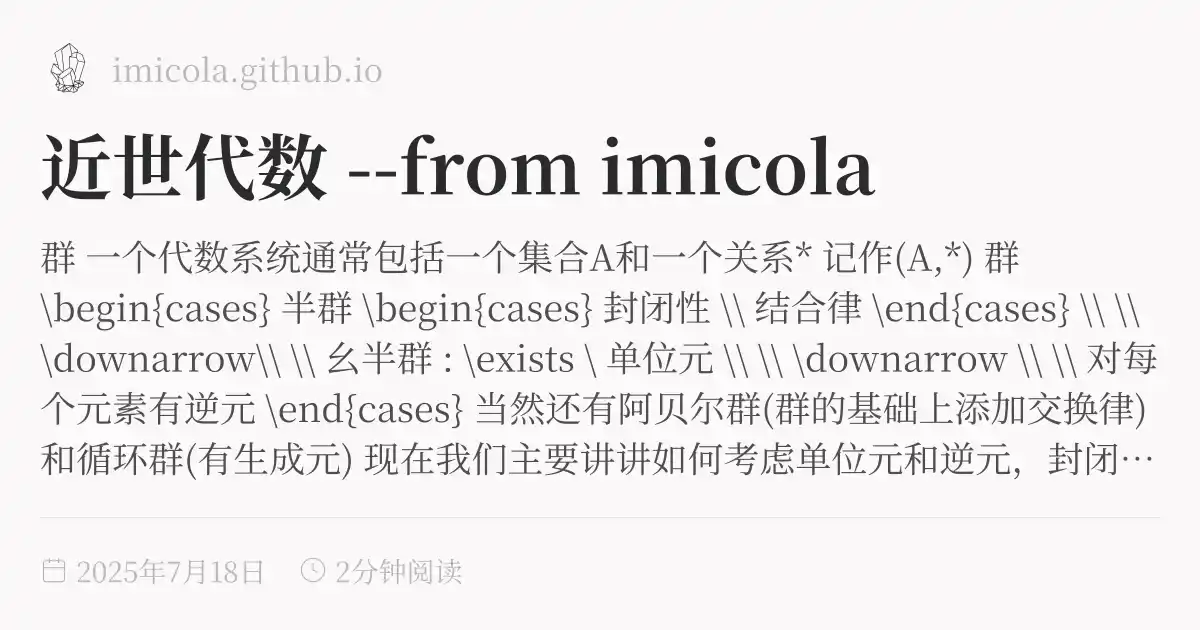 imicola.github.io
近世代数 --from imicola
群 一个代数系统通常包括一个集合A和一个关系* 记作(A,*) 群
\begin{cases} 半群 \begin{cases} 封闭性 \\ 结合律 \end{cases} \\ \\
\downarrow\\ \\ 幺半群 : \exists \ 单位元 \\ \\ \downarrow \\ \\ 对每
个元素有逆元 \end{cases} 当然还有阿贝尔群(群的基础上添加交换律)
和循环群(有生成元) 现在我们主要讲讲如何考虑单位元和逆元，封闭…
2025年7月18日 2分钟阅读